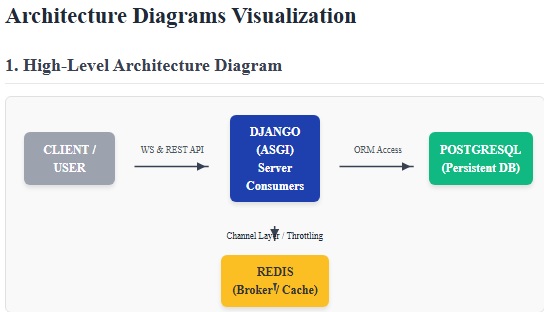 Architecture Diagrams Visualization
1. High-Level Architecture Diagram
CLIENT /
USER
WS & REST API
DJANGO
(ASGI)
Server
Consumers
ORM Access
POSTGRESQL
(Persistent DB)
Channel Layer / Throttling
REDIS
(Broker / Cache)